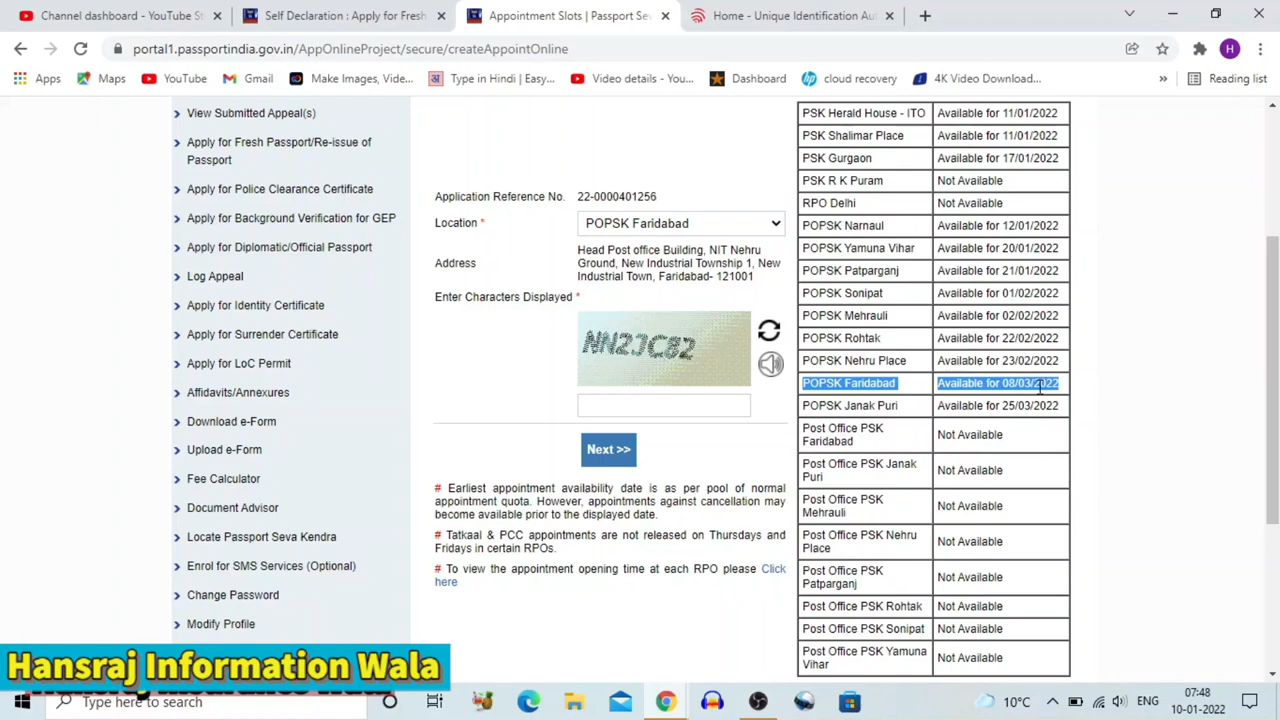 Channel dashboard - YouTube St
Self Declaration : Apply for Fresh
Appointment Slots | Passport Se
Home - Unique Identification Aut
portal1.passportindia.gov.in/AppOnlineProject/secure/createAppointOnline
H
Apps
Maps
YouTube
Gmail
Make Images, Vide...
Type in Hindi | Easy...
Video details - You...
Dashboard
cloud recovery
4K Video Download...
»
Reading list
View Submitted Appeal(s)
Apply for Fresh Passport/Re-issue of
Passport
Apply for Police Clearance Certificate
Apply for Background Verification for GEP
Apply for Diplomatic/Official Passport
Log Appeal
Apply for Identity Certificate
Apply for Surrender Certificate
Apply for LoC Permit
Affidavits/Annexures
Download e-Form
Upload e-Form
Fee Calculator
Document Advisor
Locate Passport Seva Kendra
Enrol for SMS Services (Optional)
Change Password
Modify Profile
Application Reference No. 22-0000401256
Location * POPSK Faridabad
Address
Head Post office Building, NIT Nehru
Ground, New Industrial Township 1, New
Industrial Town, Faridabad- 121001
Enter Characters Displayed *
NN2JC82
Next >>
# Earliest appointment availability date is as per pool of normal
appointment quota. However, appointments against cancellation may
become available prior to the displayed date.
# Tatkaal & PCC appointments are not released on Thursdays and
Fridays in certain RPOs.
# To view the appointment opening time at each RPO please Click
here
PSK Herald House - ITO Available for 11/01/2022
PSK Shalimar Place Available for 11/01/2022
PSK Gurgaon Available for 17/01/2022
PSK R K Puram Not Available
RPO Delhi Not Available
POPSK Narnaul Available for 12/01/2022
POPSK Yamuna Vihar Available for 20/01/2022
POPSK Patparganj Available for 21/01/2022
POPSK Sonipat Available for 01/02/2022
POPSK Mehrauli Available for 02/02/2022
POPSK Rohtak Available for 22/02/2022
POPSK Nehru Place Available for 23/02/2022
POPSK Faridabad Available for 08/03/2022
POPSK Janak Puri Available for 25/03/2022
Post Office PSK
Faridabad Not Available
Post Office PSK Janak
Puri Not Available
Post Office PSK
Mehrauli Not Available
Post Office PSK Nehru
Place Not Available
Post Office PSK
Patparganj Not Available
Post Office PSK Rohtak Not Available
Post Office PSK Sonipat Not Available
Post Office PSK Yamuna
Vihar Not Available
Hansraj Information Wala
Type here to search
10°C
ENG
07:48
10-01-2022